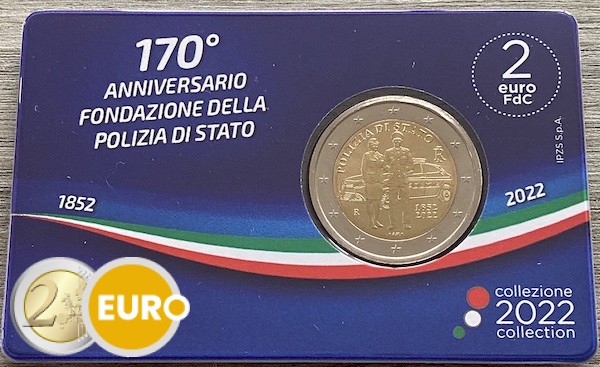 170°
ANNIVERSARIO
FONDAZIONE DELLA
POLIZIA DI STATO
2
euro
FdC
IPZS S.p.A.
1852
2022
POLIZIA DI STATO
RI
R
1852
2022
collezione
2022
collection
2 EURO